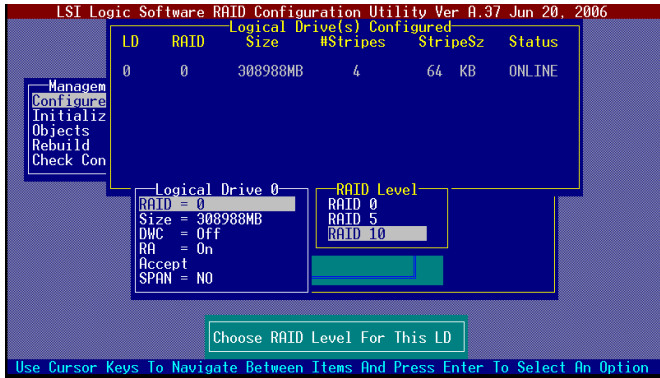 LSI Logic Software RAID Configuration Utility Ver A.37 Jun 20, 2006
Logical Drive(s) Configured
LD RAID Size #Stripes StripeSz Status
0 0 308988MB 4 64 KB ONLINE
Managem
Configure
Initializ
Objects
Rebuild
Check Con
Logical Drive 0
RAID = 0
Size = 308988MB
DWC = Off
RA = On
Accept
SPAN = NO
RAID Level
RAID 0
RAID 5
RAID 10
Choose RAID Level For This LD
Use Cursor Keys To Navigate Between Items And Press Enter To Select An Option